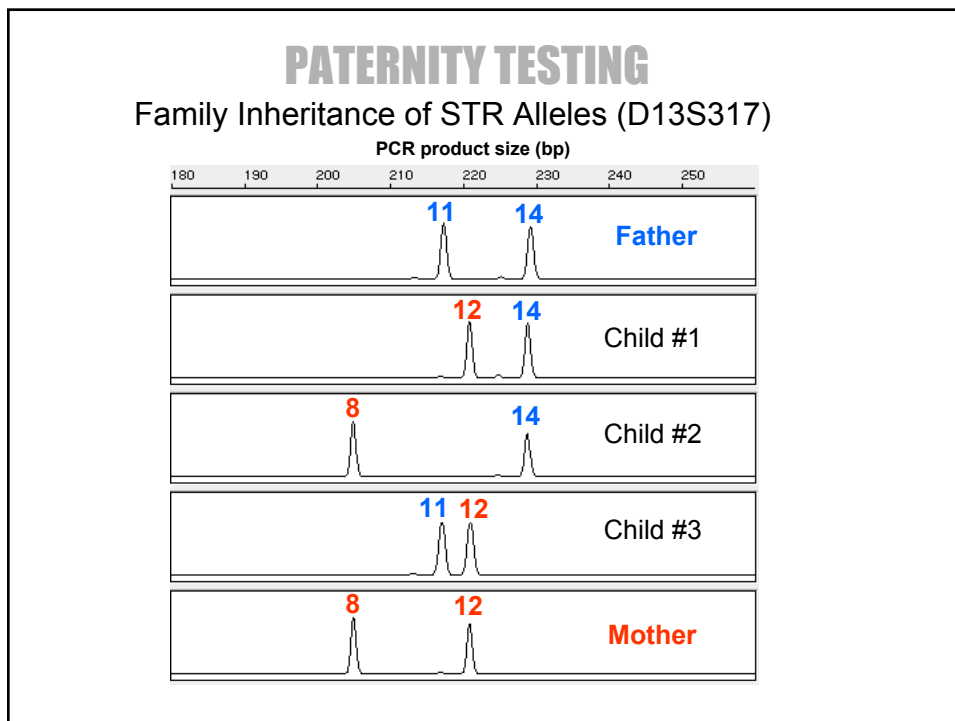 PATERNITY TESTING
Family Inheritance of STR Alleles (D13S317)
PCR product size (bp)
180 190 200 210 220 230 240 250
11 14
Father
12 14
Child #1
8 14
Child #2
11 12
Child #3
8 12
Mother